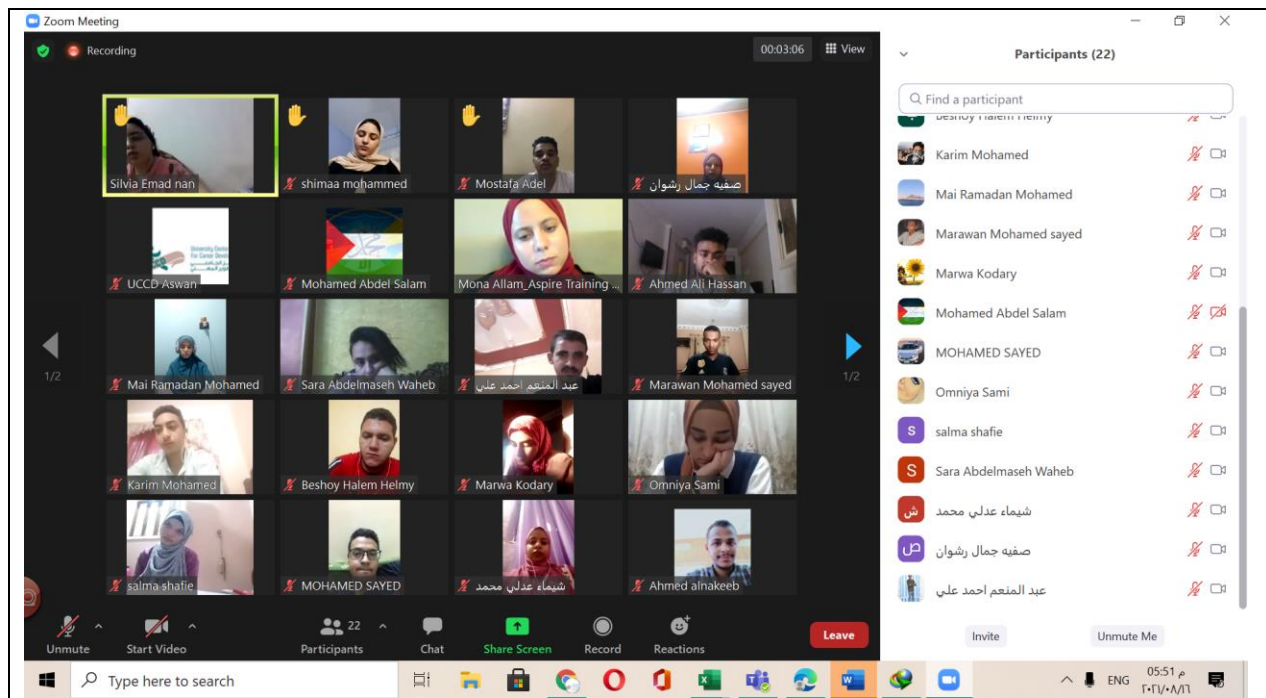 Zoom Meeting
Recording
00:03:06
View
Silvia Emad nan
shimaa mohammed
Mostafa Adel
صفيه جمال رشوان
UCCD Aswan
Mohamed Abdel Salam
Mona Allam_Aspire Training ...
Ahmed Ali Hassan
1/2
1/2
Mai Ramadan Mohamed
Sara Abdelmaseh Waheb
عبد المنعم احمد علي
Marawan Mohamed sayed
Karim Mohamed
Beshoy Halem Helmy
Marwa Kodary
Omniya Sami
salma shafie
MOHAMED SAYED
شيماء عدلي محمد
Ahmed alnakeeb
Unmute
Start Video
22
Participants
Chat
Share Screen
Record
Reactions
Leave
Participants (22)
Find a participant
Beshoy Halem Helmy
Karim Mohamed
Mai Ramadan Mohamed
Marawan Mohamed sayed
Marwa Kodary
Mohamed Abdel Salam
MOHAMED SAYED
Omniya Sami
S salma shafie
S Sara Abdelmaseh Waheb
ش شيماء عدلي محمد
ص صفيه جمال رشوان
عبد المنعم احمد علي
Invite
Unmute Me
Type here to search
ENG
05:51 م